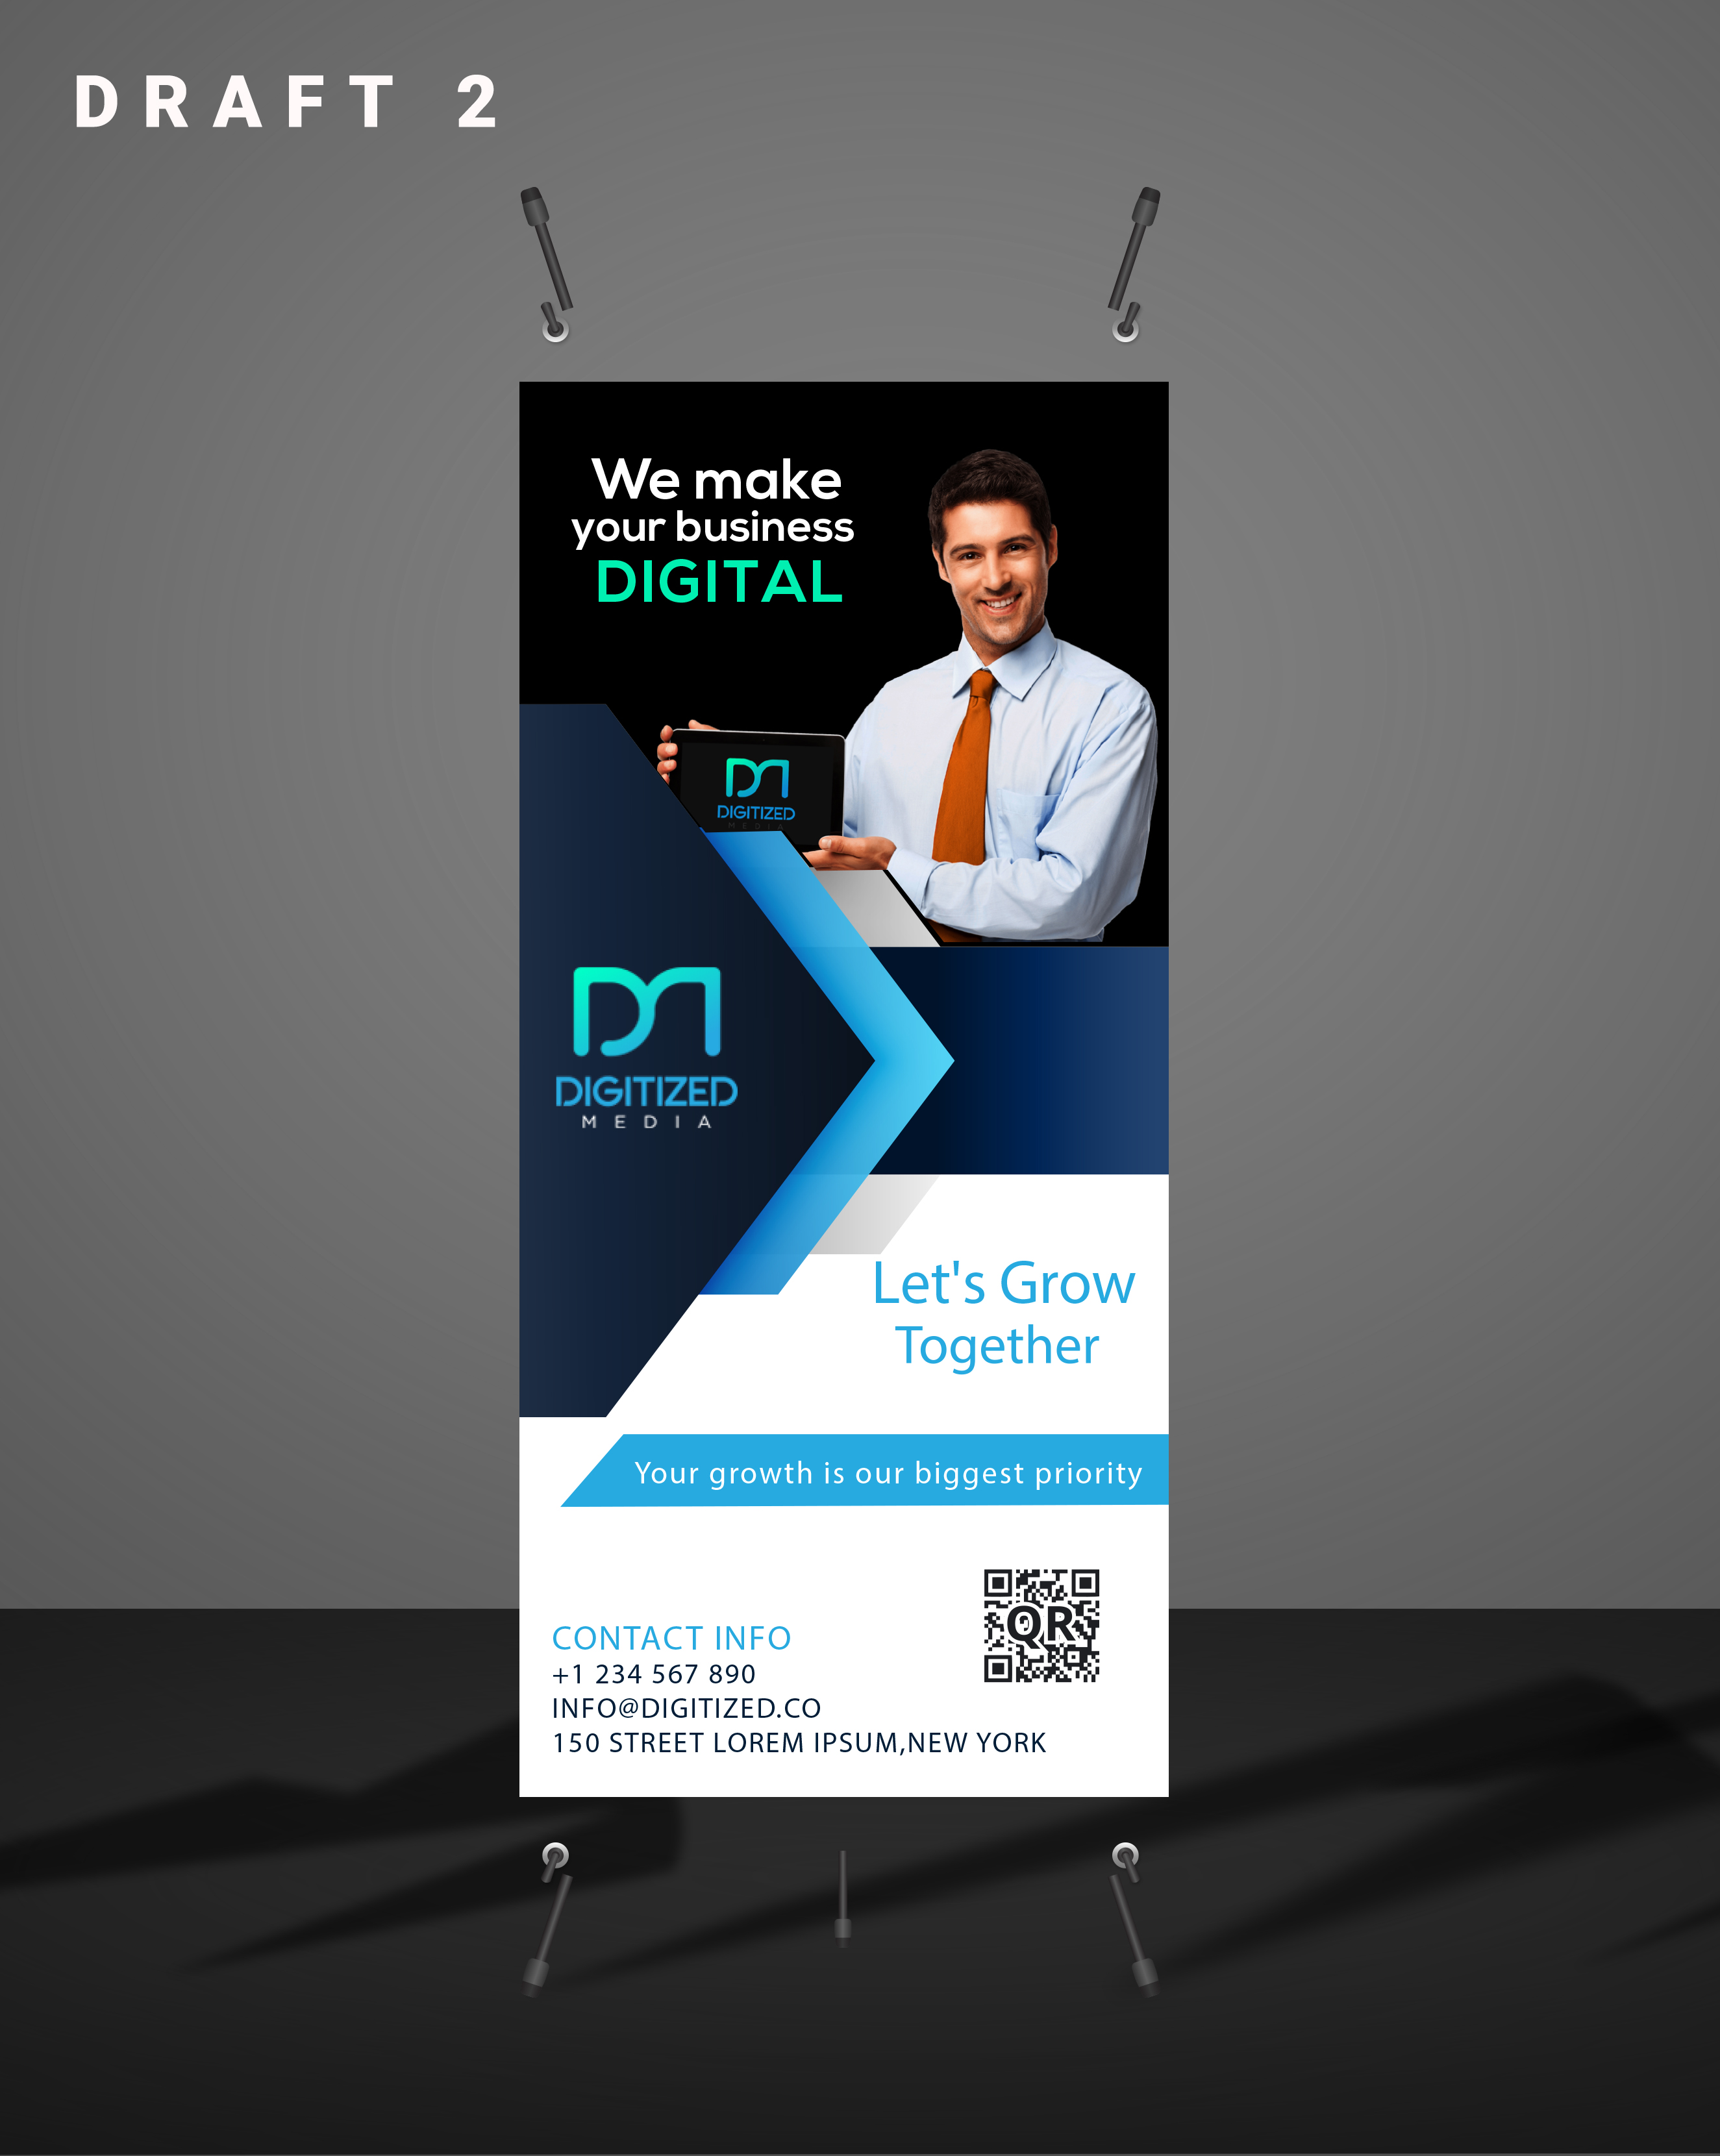 DRAFT 2
We make
your business
DIGITAL
DIGITIZED
MEDIA
DIGITIZED
MEDIA
Let's Grow
Together
Your growth is our biggest priority
QR
CONTACT INFO
+1 234 567 890
INFO@DIGITIZED.CO
150 STREET LOREM IPSUM,NEW YORK